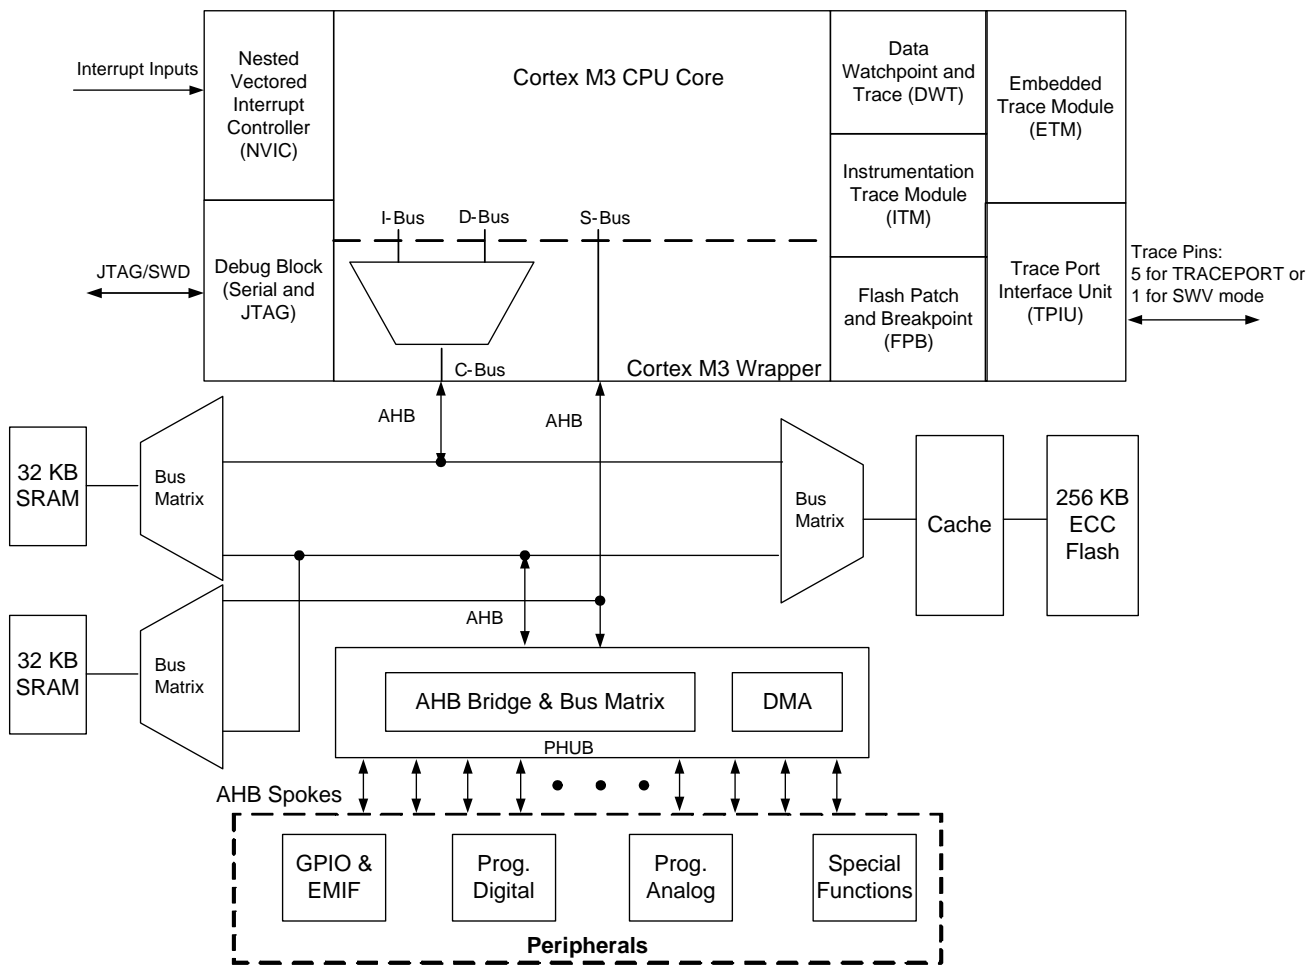 Interrupt Inputs
Nested
Vectored
Interrupt
Controller
(NVIC)
Cortex M3 CPU Core
Data
Watchpoint and
Trace (DWT)
Embedded
Trace Module
(ETM)
Instrumentation
Trace Module
(ITM)
I-Bus
D-Bus
S-Bus
JTAG/SWD
Debug Block
(Serial and
JTAG)
Flash Patch
and Breakpoint
(FPB)
Trace Port
Interface Unit
(TPIU)
Trace Pins:
5 for TRACEPORT or
1 for SWV mode
C-Bus
Cortex M3 Wrapper
AHB
AHB
32 KB
SRAM
Bus
Matrix
Bus
Matrix
Cache
256 KB
ECC
Flash
AHB
32 KB
SRAM
Bus
Matrix
AHB Bridge & Bus Matrix
DMA
PHUB
AHB Spokes
GPIO &
EMIF
Prog.
Digital
Prog.
Analog
Special
Functions
Peripherals